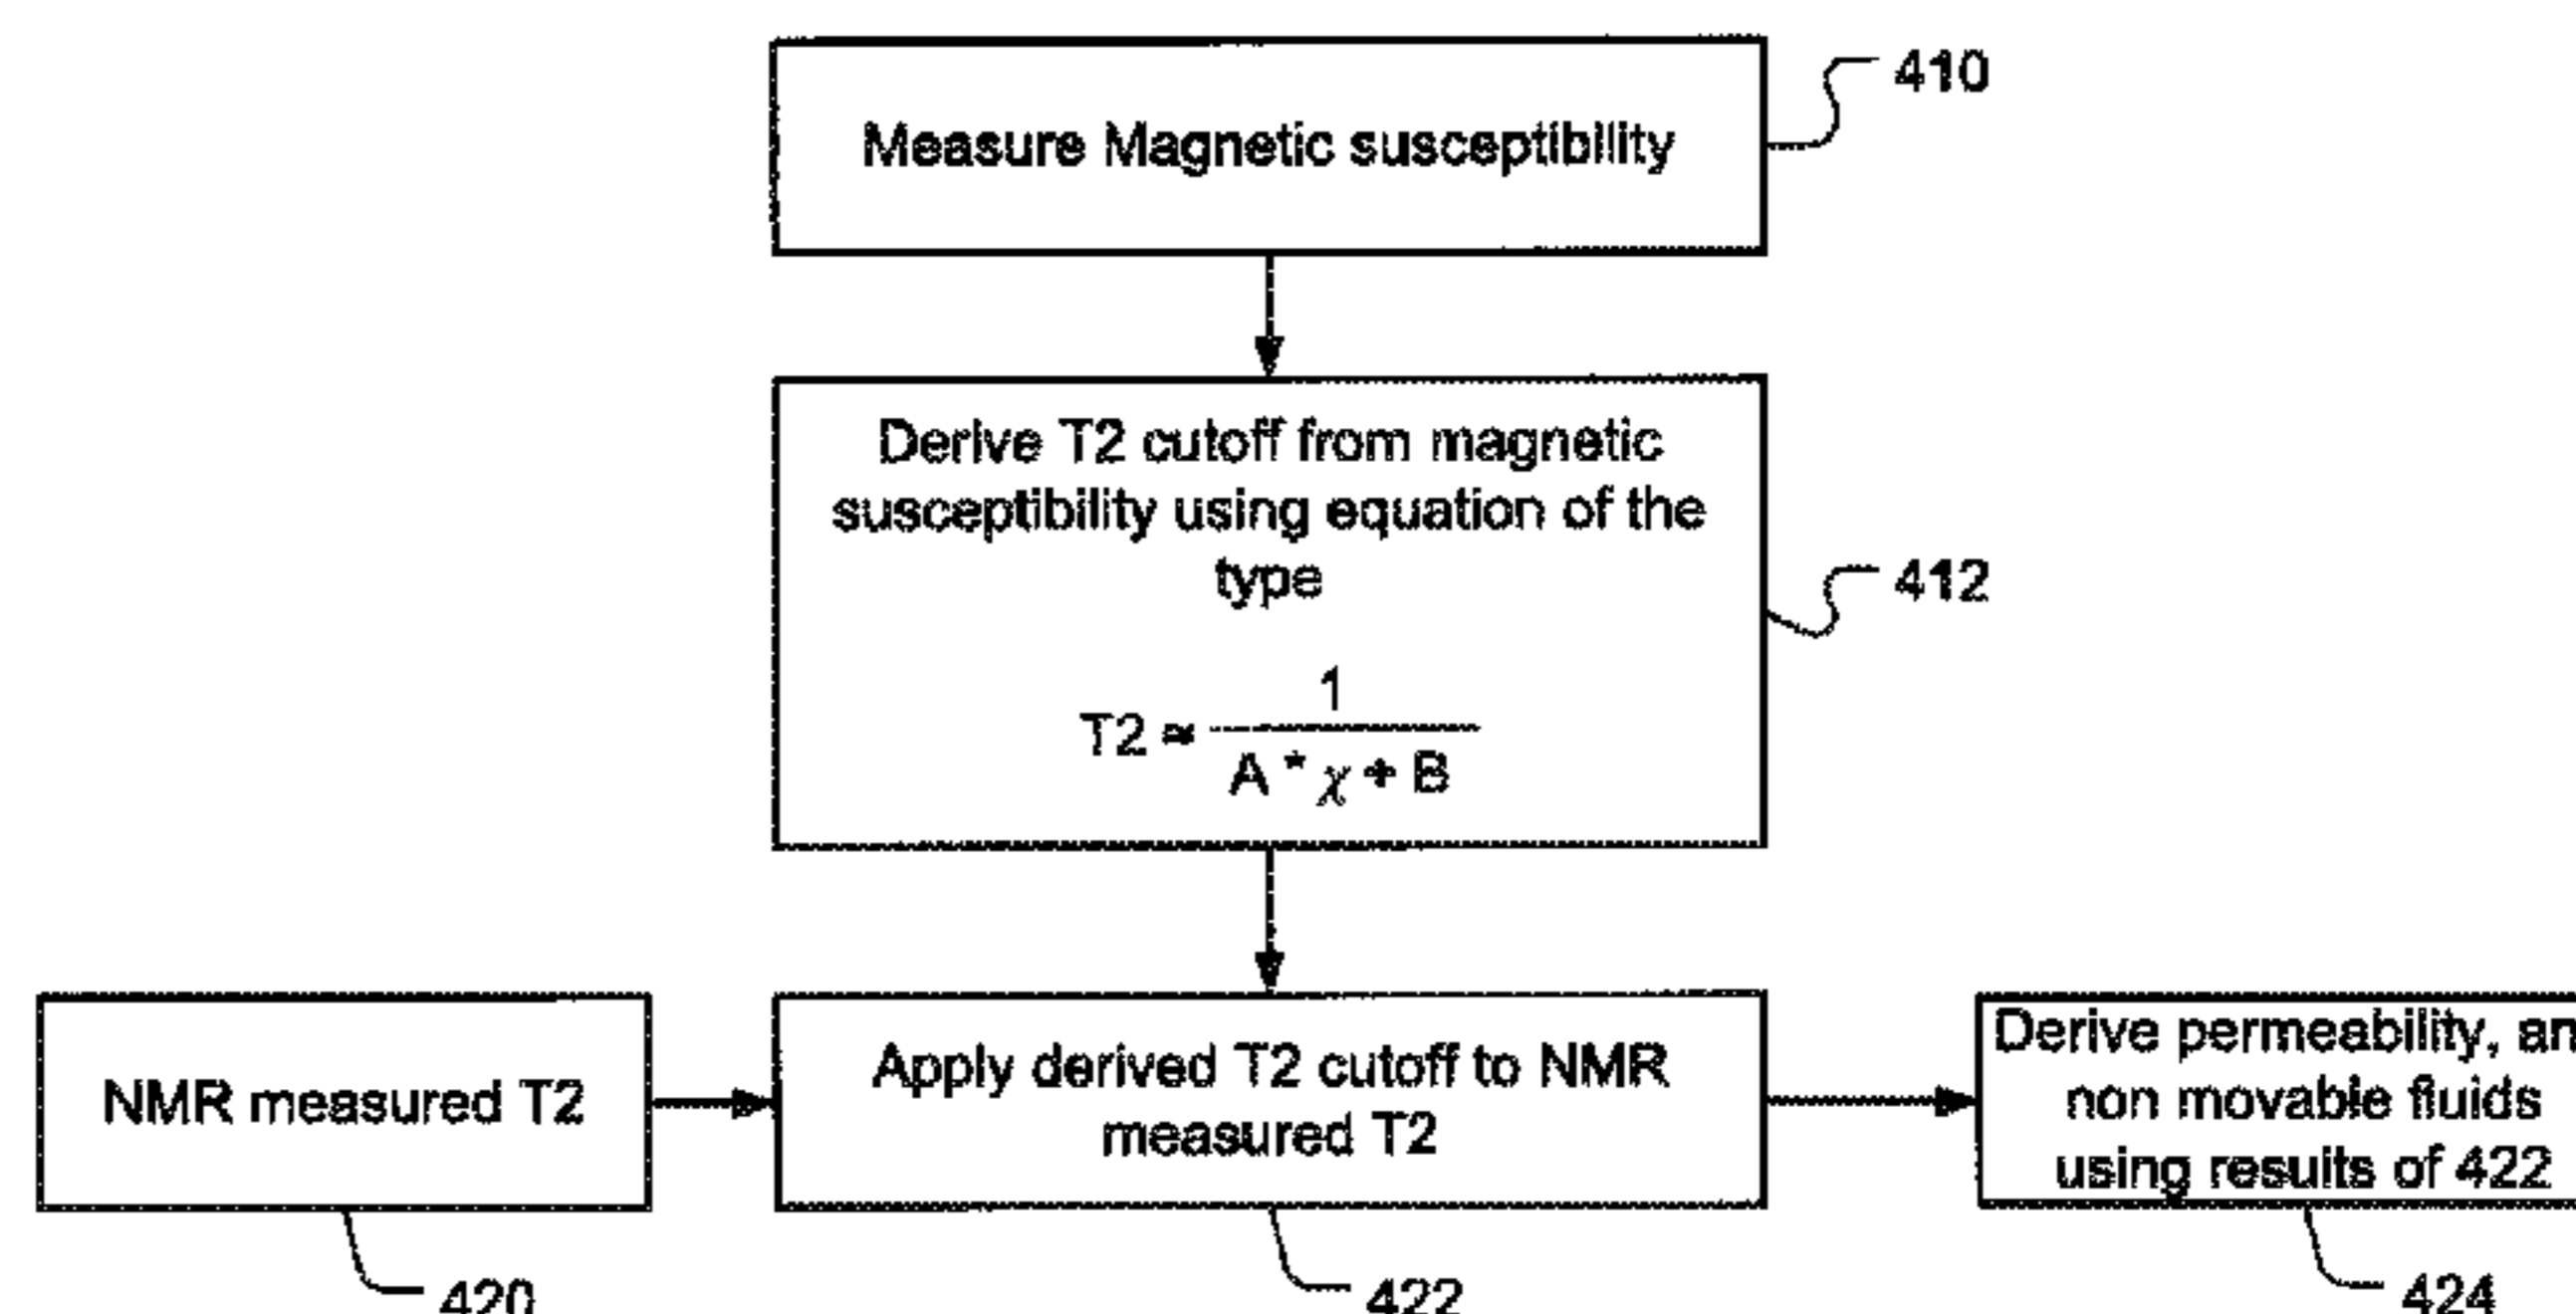 Measure Magnetic susceptibility
410
Derive T2 cutoff from magnetic
susceptibility using equation of the
type
T2 ≈ 1 / (A * χ + B)
412
NMR measured T2
420
Apply derived T2 cutoff to NMR
measured T2
422
Derive permeability, an
non movable fluids
using results of 422
424